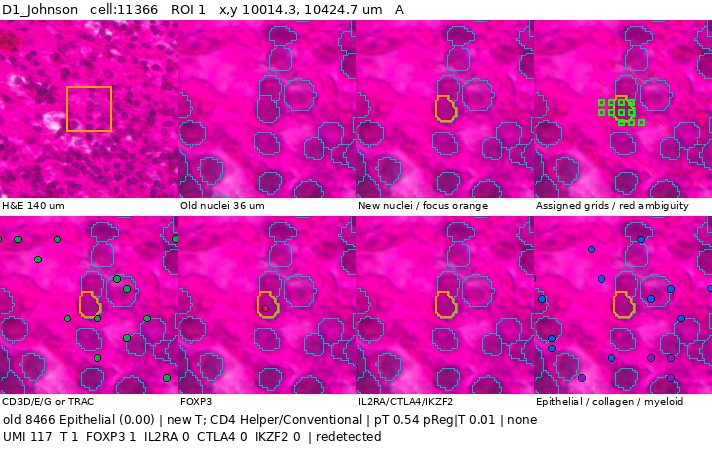 D1_Johnson cell:11366 ROI 1 x,y 10014.3, 10424.7 um A
H&E 140 um
Old nuclei 36 um
New nuclei / focus orange
Assigned grids / red ambiguity
CD3D/E/G or TRAC
FOXP3
IL2RA/CTLA4/IKZF2
Epithelial / collagen / myeloid
old 8466 Epithelial (0.00) | new T; CD4 Helper/Conventional | pT 0.54 pReg|T 0.01 | none
UMI 117 T 1 FOXP3 1 IL2RA 0 CTLA4 0 IKZF2 0 | redetected